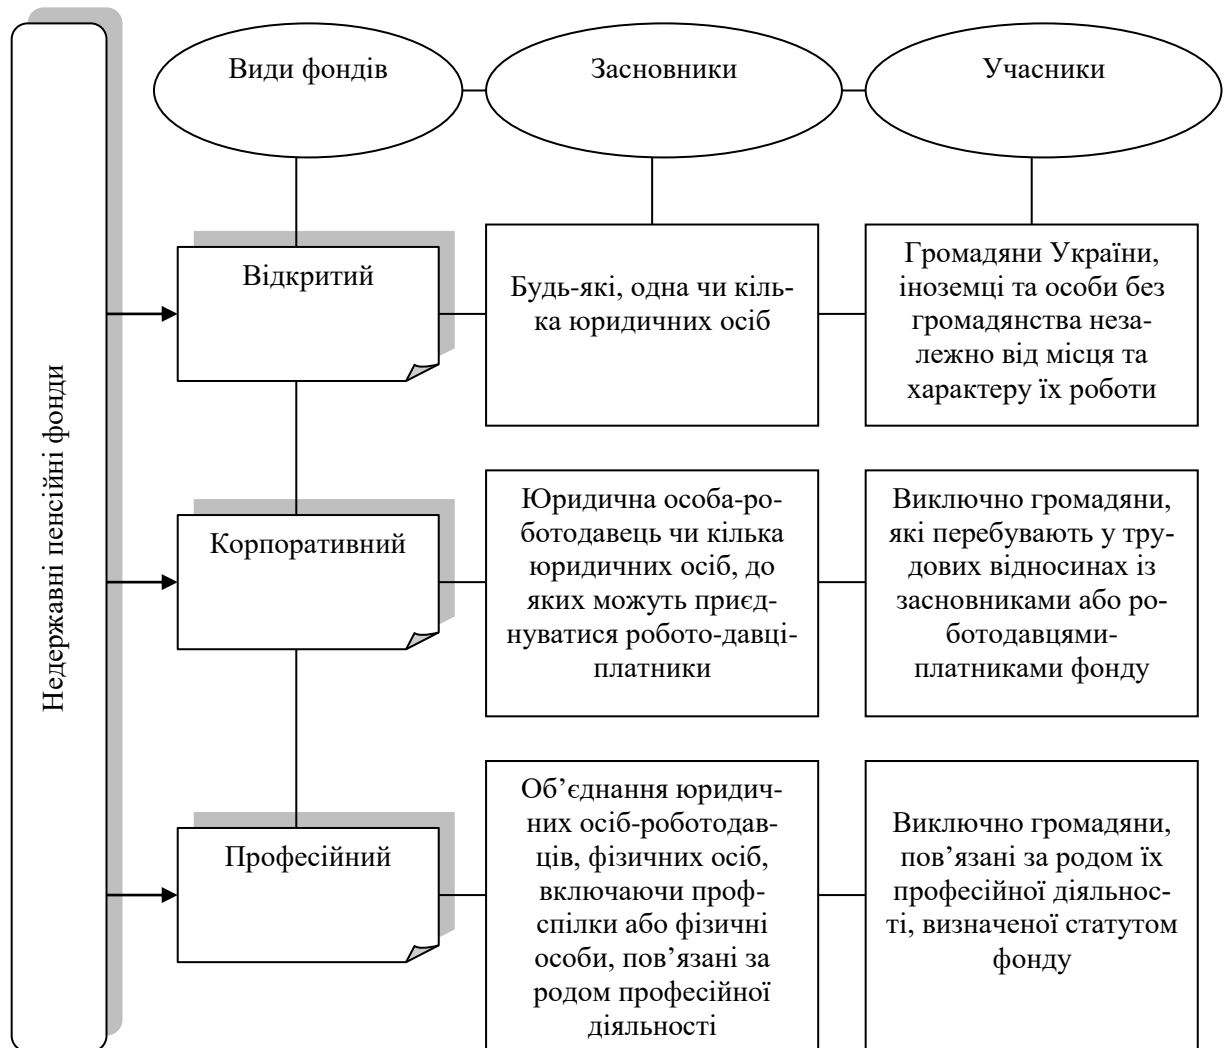 Недержавні пенсійні фонди
Види фондів
Засновники
Учасники
Відкритий
Будь-які, одна чи кіль-
ка юридичних осіб
Громадяни України,
іноземці та особи без
громадянства неза-
лежно від місця та
характеру їх роботи
Корпоративний
Юридична особа-ро-
ботодавець чи кілька
юридичних осіб, до
яких можуть приєд-
нуватися робото-давці-
платники
Виключно громадяни,
які перебувають у тру-
дових відносинах із
засновниками або ро-
ботодавцями-
платниками фонду
Професійний
Об’єднання юридич-
них осіб-роботодав-
ців, фізичних осіб,
включаючи проф-
спілки або фізичні
особи, пов’язані за
родом професійної
діяльності
Виключно громадяни,
пов’язані за родом їх
професійної діяльнос-
ті, визначеної статутом
фонду